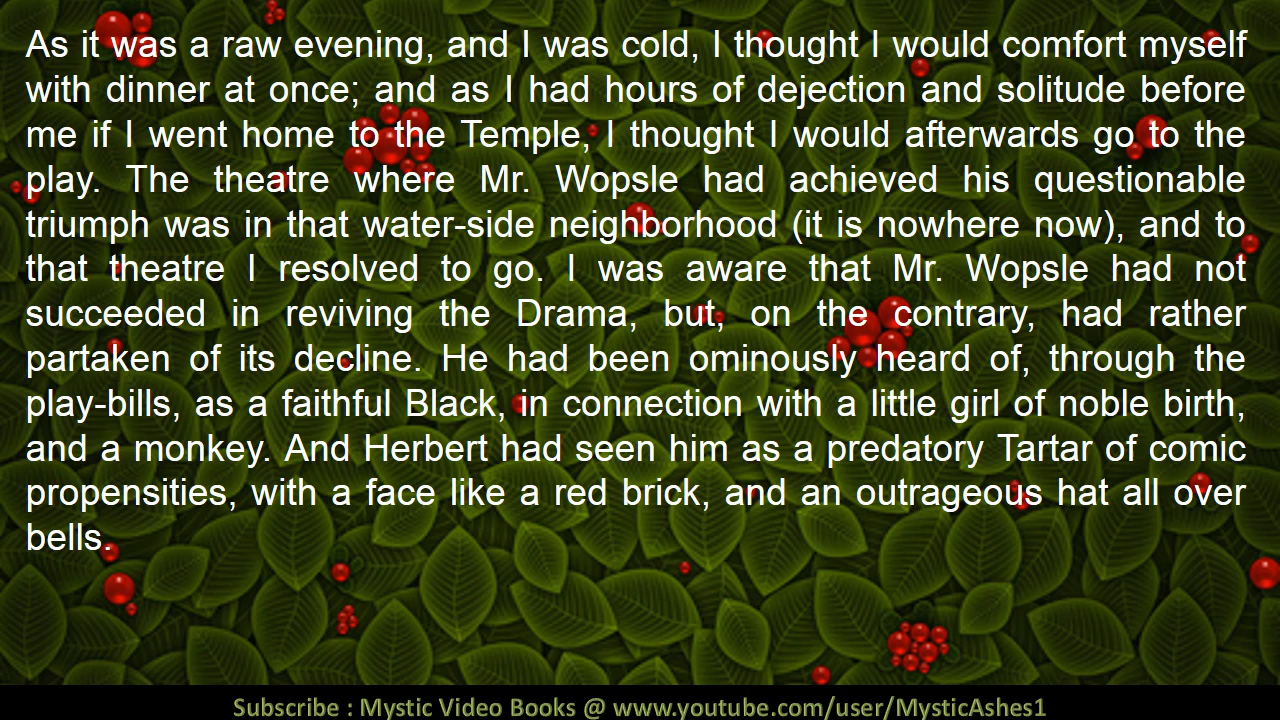 As it was a raw evening, and I was cold, I thought I would comfort myself
with dinner at once; and as I had hours of dejection and solitude before
me if I went home to the Temple, I thought I would afterwards go to the
play. The theatre where Mr. Wopsle had achieved his questionable
triumph was in that water-side neighborhood (it is nowhere now), and to
that theatre I resolved to go. I was aware that Mr. Wopsle had not
succeeded in reviving the Drama, but, on the contrary, had rather
partaken of its decline. He had been ominously heard of, through the
play-bills, as a faithful Black, in connection with a little girl of noble birth,
and a monkey. And Herbert had seen him as a predatory Tartar of comic
propensities, with a face like a red brick, and an outrageous hat all over
bells.
Subscribe : Mystic Video Books @ www.youtube.com/user/MysticAshes1